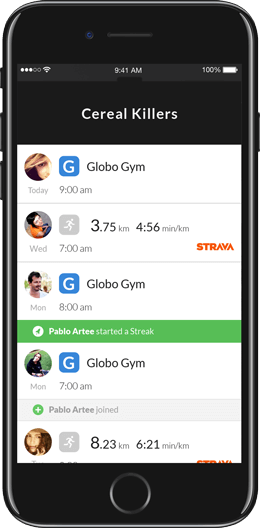 9:41 AM
100%
Cereal Killers
G Globo Gym
Today 9:00 am
3.75 km 4:56 min/km
Wed 7:00 am STRAVA
G Globo Gym
Mon 8:00 am
Pablo Artee started a Streak
G Globo Gym
Mon 7:00 am
Pablo Artee joined
8.23 km 6:21 min/km